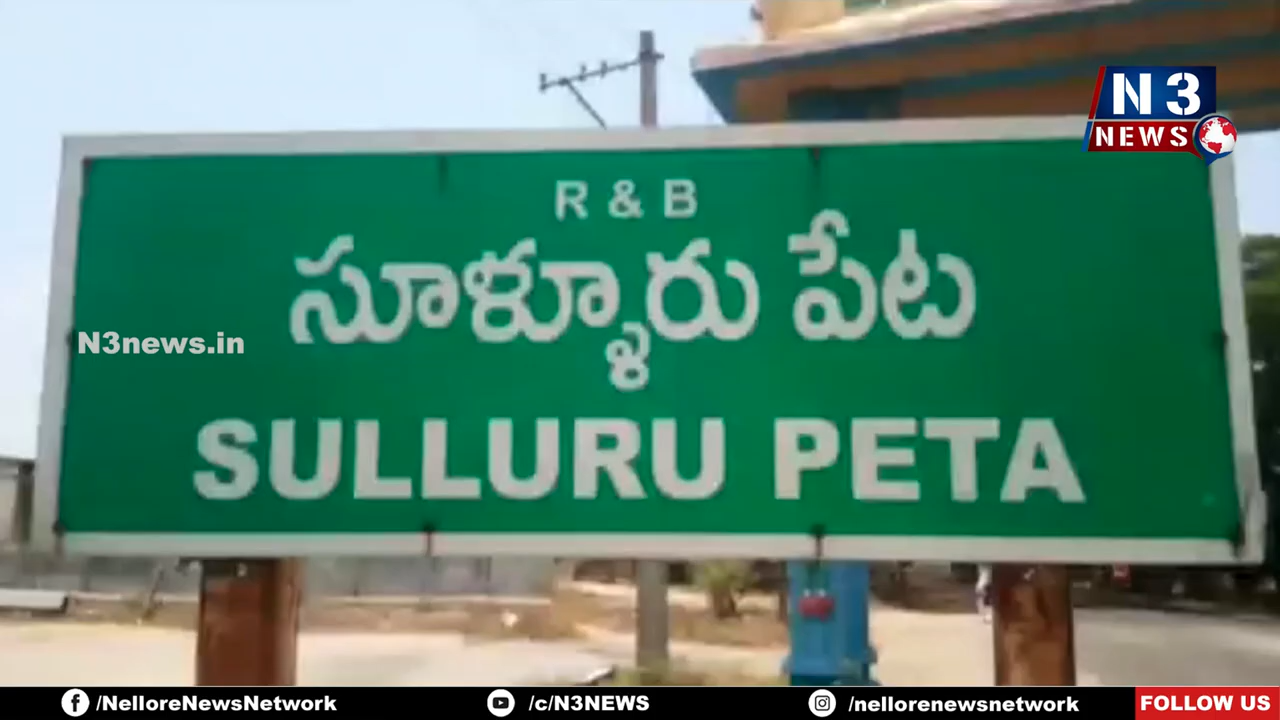 N3
NEWS
R & B
సూళ్ళూరు పేట
N3news.in
SULLURU PETA
/NelloreNewsNetwork
/c/N3NEWS
/nellorenewsnetwork
FOLLOW US